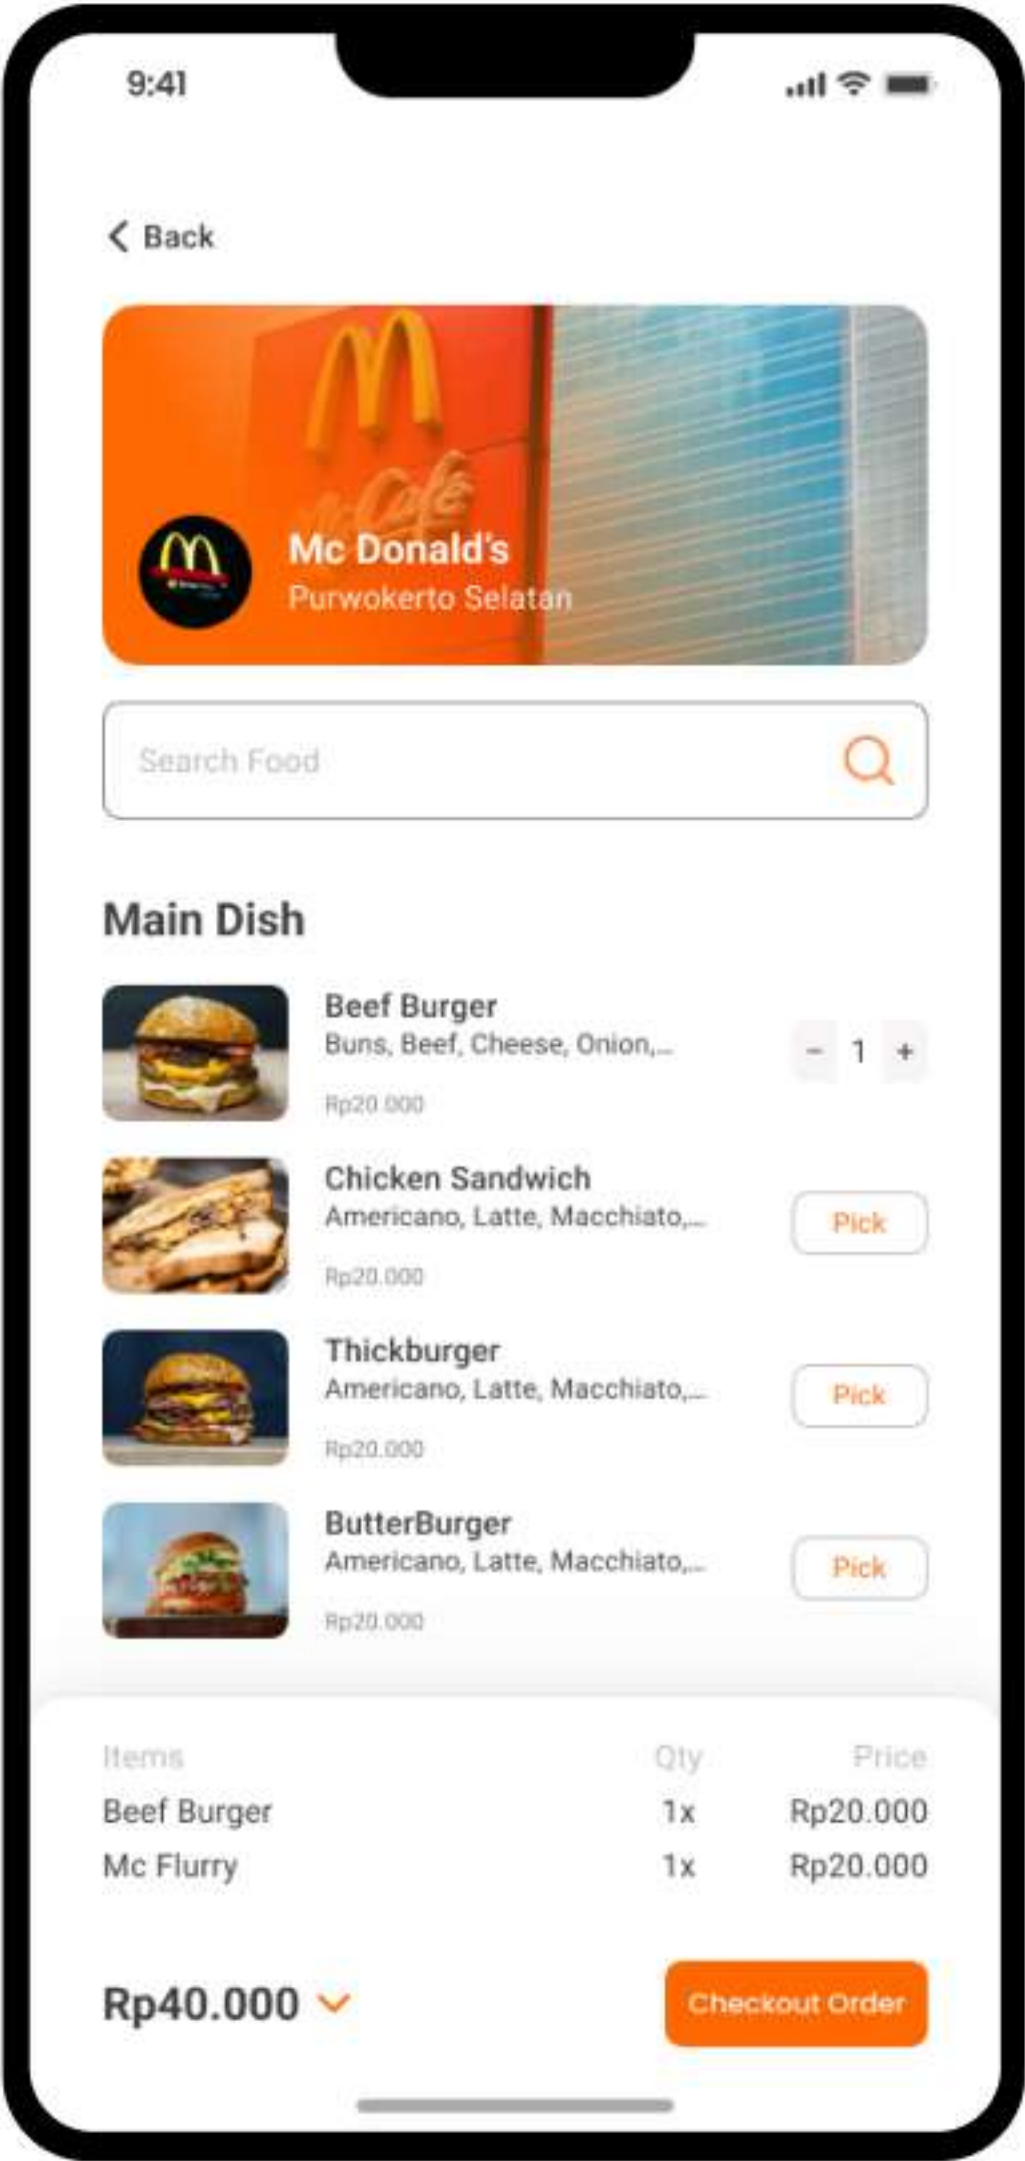 9:41
Back
McCafé
Mc Donald's
Purwokerto Selatan
Search Food
Main Dish
Beef Burger
Buns, Beef, Cheese, Onion,...
Rp20.000
- 1 +
Chicken Sandwich
Americano, Latte, Macchiato,...
Rp20.000
Pick
Thickburger
Americano, Latte, Macchiato,...
Rp20.000
Pick
ButterBurger
Americano, Latte, Macchiato,...
Rp20.000
Pick
Items Qty Price
Beef Burger 1x Rp20.000
Mc Flurry 1x Rp20.000
Rp40.000
Checkout Order